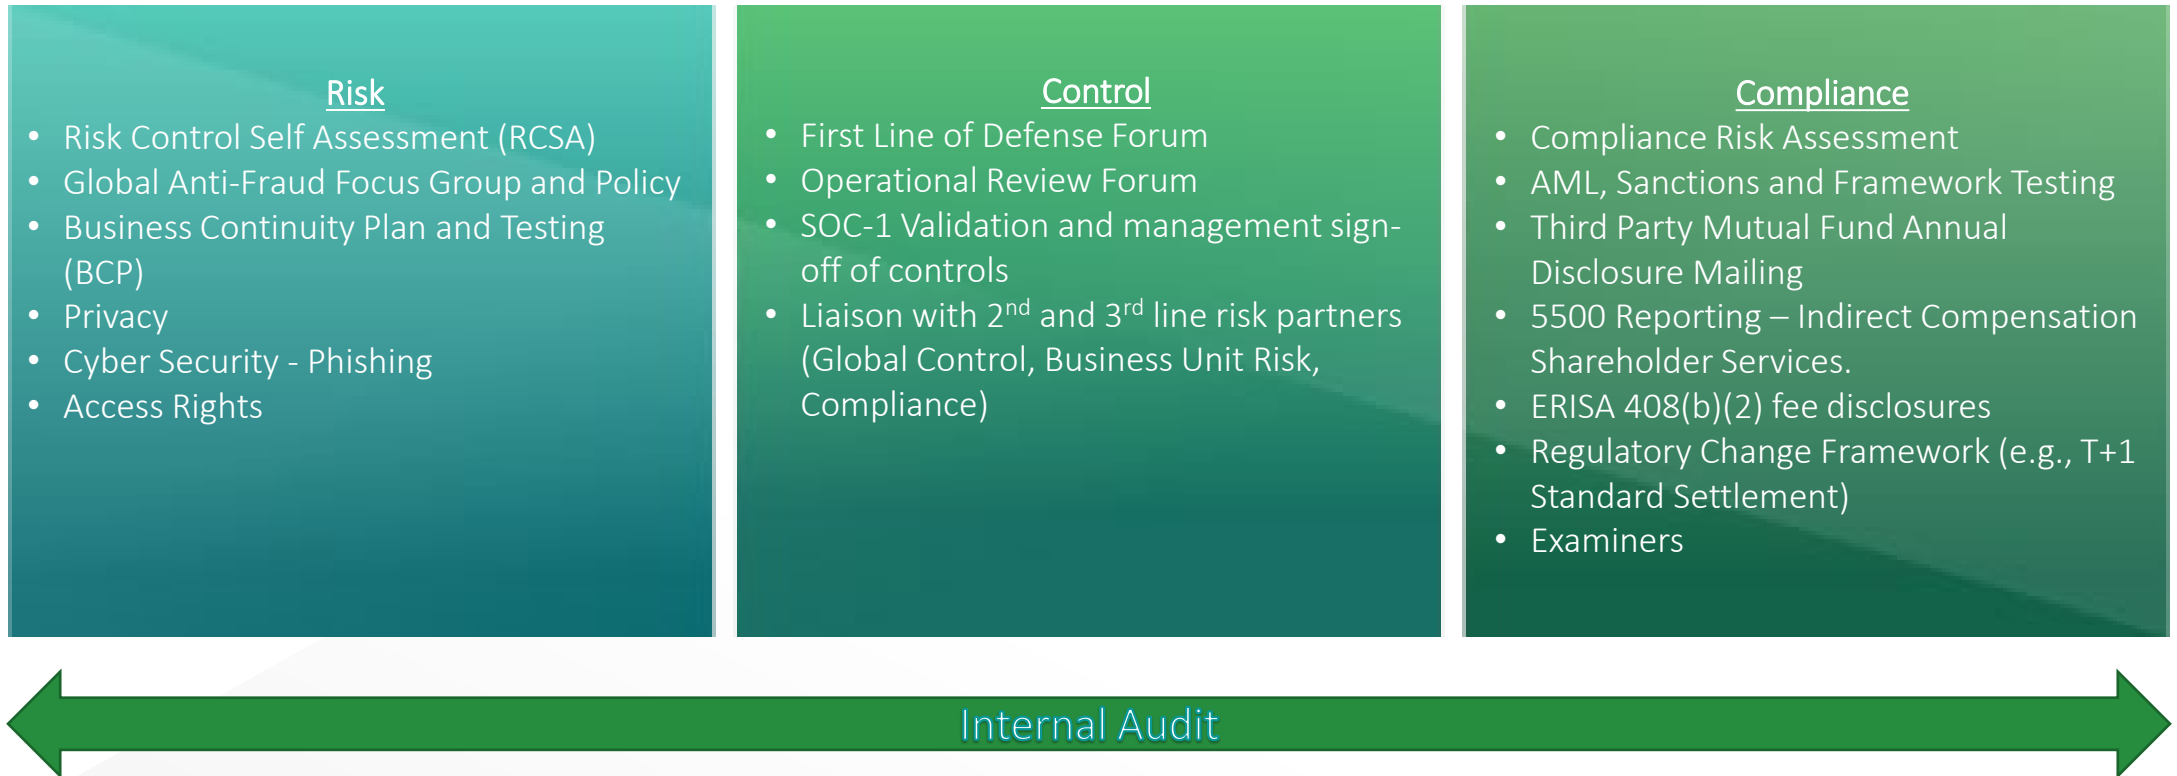 Risk
• Risk Control Self Assessment (RCSA)
• Global Anti-Fraud Focus Group and Policy
• Business Continuity Plan and Testing
(BCP)
• Privacy
• Cyber Security - Phishing
• Access Rights
Control
• First Line of Defense Forum
• Operational Review Forum
• SOC-1 Validation and management sign-
off of controls
• Liaison with 2nd and 3rd line risk partners
(Global Control, Business Unit Risk,
Compliance)
Compliance
• Compliance Risk Assessment
• AML, Sanctions and Framework Testing
• Third Party Mutual Fund Annual
Disclosure Mailing
• 5500 Reporting – Indirect Compensation
Shareholder Services.
• ERISA 408(b)(2) fee disclosures
• Regulatory Change Framework (e.g., T+1
Standard Settlement)
• Examiners
Internal Audit